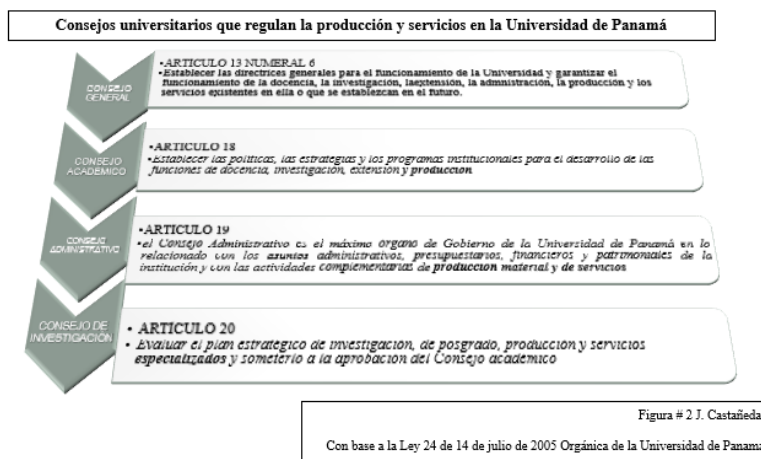 Consejos universitarios que regulan la producción y servicios en la Universidad de Panamá
CONSEJO
GENERAL
•ARTICULO 13 NUMERAL 6
•Establecer las directrices generales para el funcionamiento de la Universidad y garantizar el
funcionamiento de la docencia, la investigación, laextensión, la admnistración, la producción y los
servicios existentes en ella o que se establezcan en el futuro.
CONSEJO
ACADÉMICO
•ARTICULO 18
•Establecer las políticas, las estrategias y los programas institucionales para el desarrollo de las
funciones de docencia, investigación, extensión y producción
CONSEJO
ADMINISTRATIVO
•ARTICULO 19
•el Consejo Administrativo es el máximo órgano de Gobierno de la Universidad de Panamá en lo
relacionado con los asuntos administrativos, presupuestarios, financieros y patrimoniales de la
institución y con las actividades complementarias de producción material y de servicios
CONSEJO DE
INVESTIGACIÓN
• ARTÍCULO 20
• Evaluar el plan estratégico de investigación, de posgrado, producción y servicios
especializados y someterlo a la aprobación del Consejo académico
Figura # 2 J. Castañeda
Con base a la Ley 24 de 14 de julio de 2005 Orgánica de la Universidad de Panamá